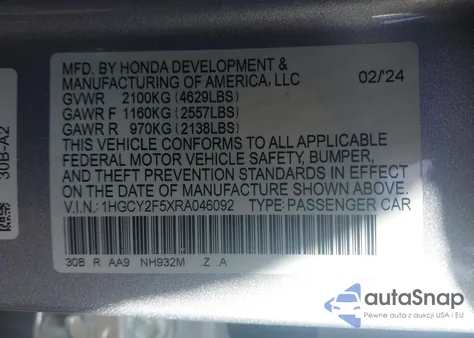 MFD. BY HONDA DEVELOPMENT &
MANUFACTURING OF AMERICA, LLC 02/24
GVWR 2100KG (4629LBS)
GAWR F 1160KG (2557LBS)
GAWR R 970KG (2138LBS)
THIS VEHICLE CONFORMS TO ALL APPLICABLE
FEDERAL MOTOR VEHICLE SAFETY, BUMPER,
AND THEFT PREVENTION STANDARDS IN EFFECT
ON THE DATE OF MANUFACTURE SHOWN ABOVE.
V.I.N.: 1HGCY2F5XRA046092 TYPE: PASSENGER CAR
30B R AA9 NH932M .Z .A
30B-A2
autaSnap
Pewne auta z aukcji USA i EU